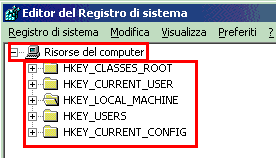 Editor del Registro di sistema
Registro di sistema Modifica Visualizza Preferiti ?
Risorse del computer
HKEY_CLASSES_ROOT
HKEY_CURRENT_USER
HKEY_LOCAL_MACHINE
HKEY_USERS
HKEY_CURRENT_CONFIG